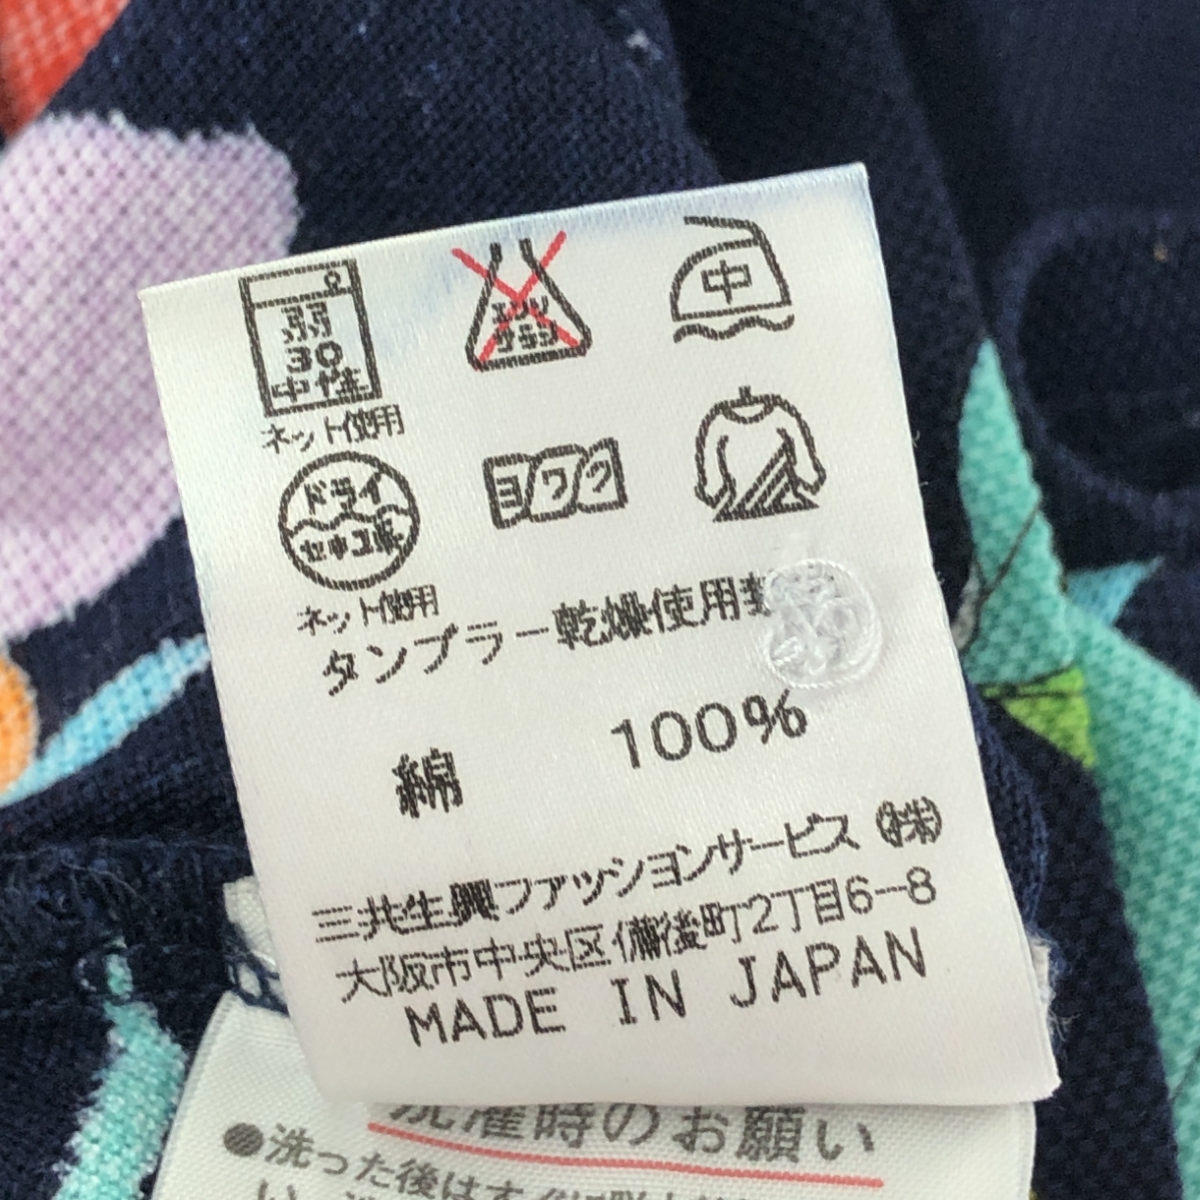 弱
30
中性
エンソ
サラシ
中
ネット使用
ドライ
セキユ系
ヨワク
ネット使用
タンブラー乾燥使用
綿 100%
三共生興ファッションサービス (株)
大阪市中央区備後町2丁目6-8
MADE IN JAPAN
洗濯時のお願い
●洗った後はすぐに